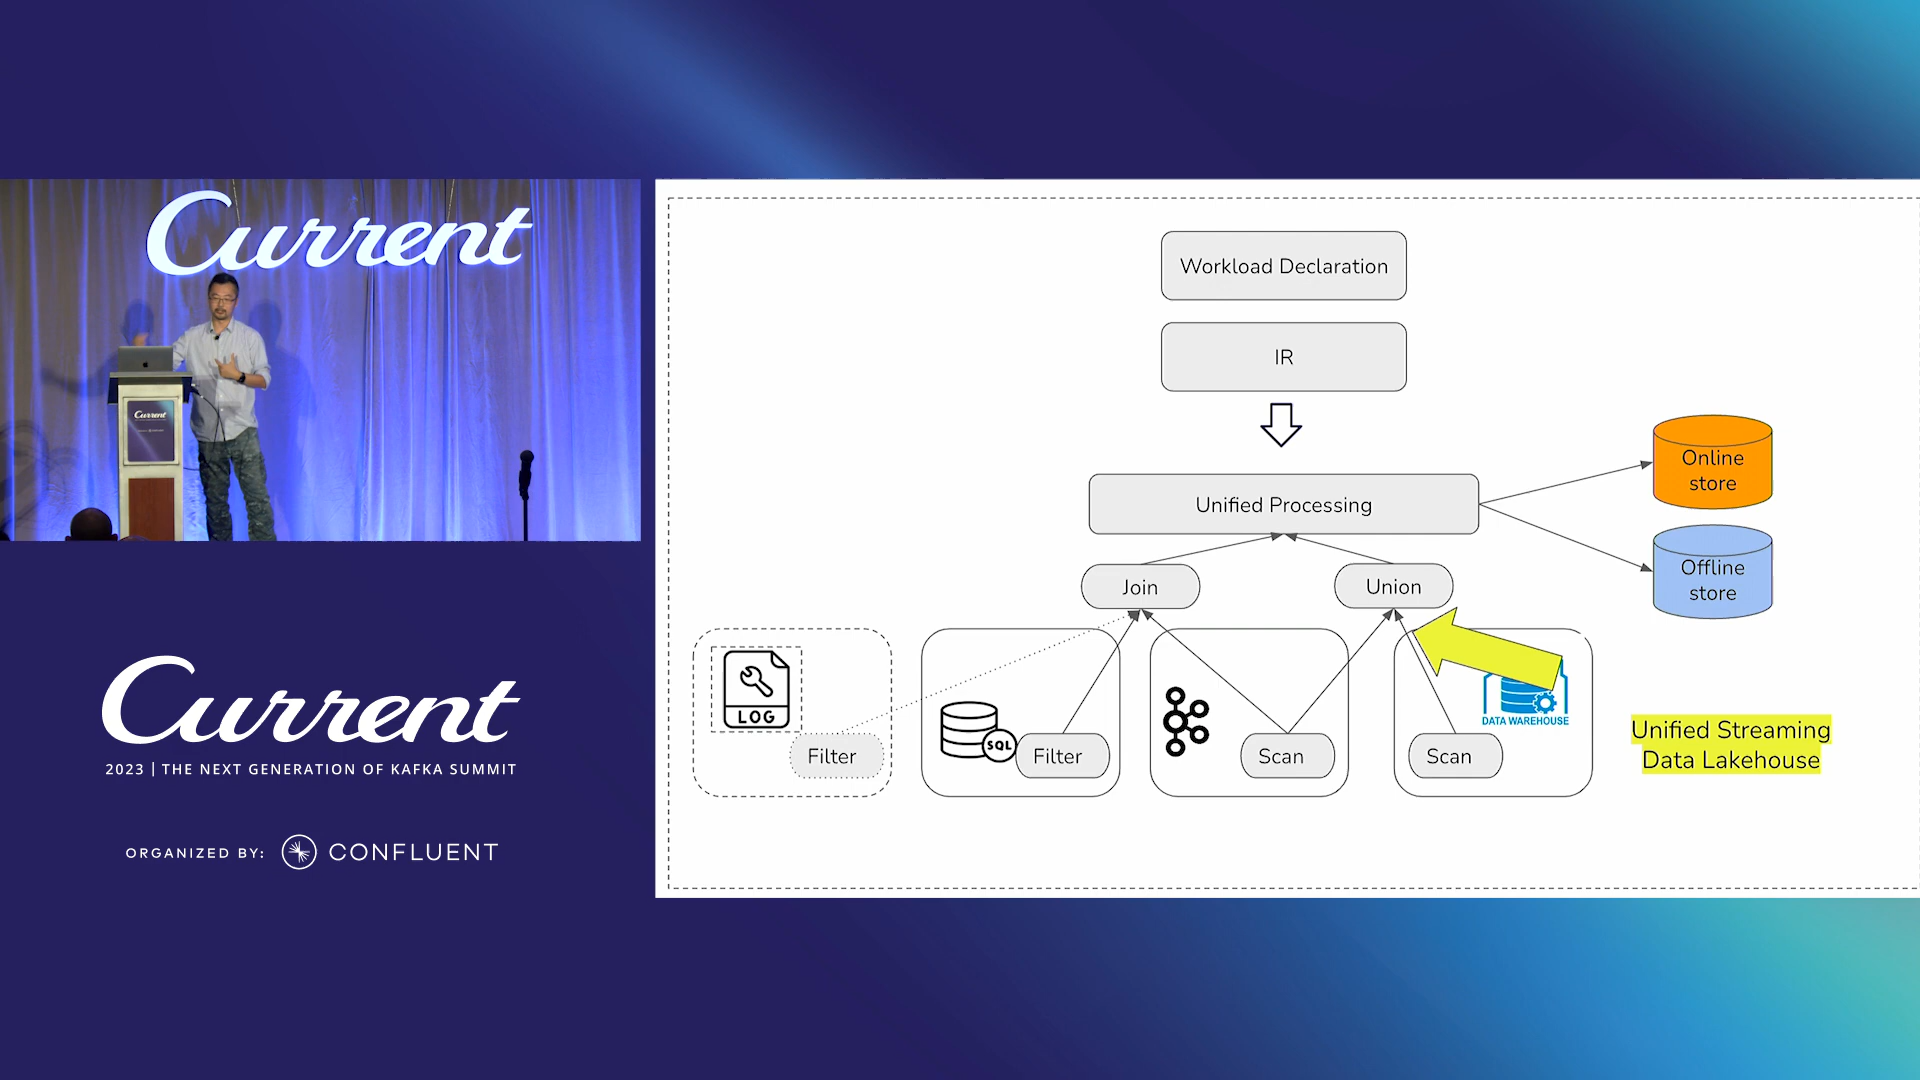 Current
Current
Current
2023 | THE NEXT GENERATION OF KAFKA SUMMIT
ORGANIZED BY: CONFLUENT
Workload Declaration
IR
Unified Processing
Online
store
Offline
store
Join
Union
LOG
Filter
SQL
Filter
Scan
DATA WAREHOUSE
Scan
Unified Streaming
Data Lakehouse